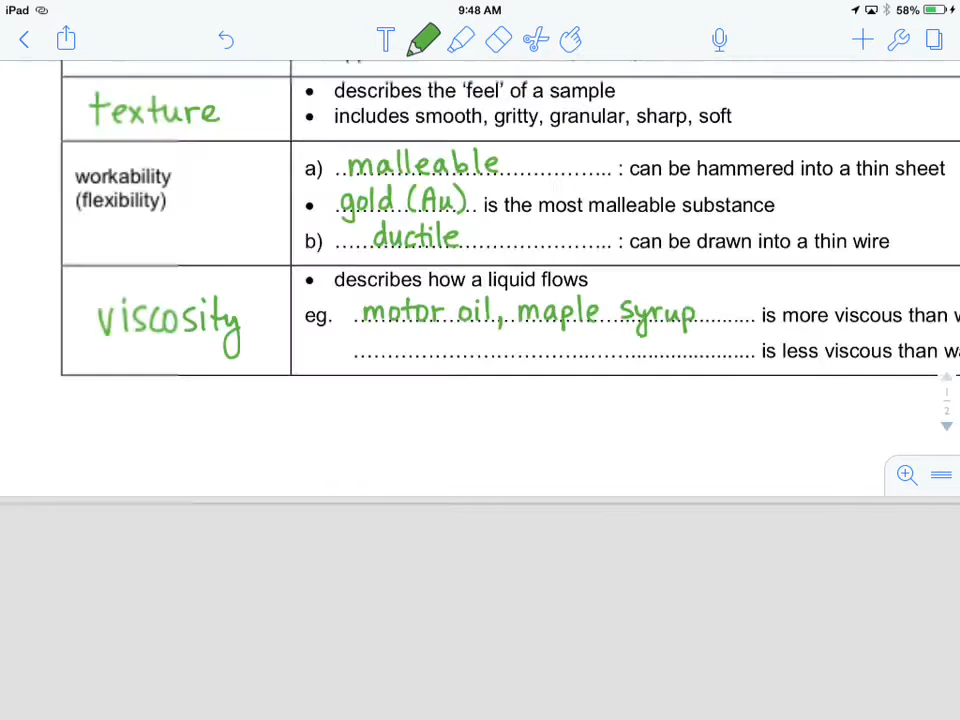 iPad 9:48 AM 58%
T
texture
• describes the 'feel' of a sample
• includes smooth, gritty, granular, sharp, soft
workability
(flexibility)
a) malleable : can be hammered into a thin sheet
• gold (Au) is the most malleable substance
b) ductile : can be drawn into a thin wire
viscosity
• describes how a liquid flows
eg. motor oil, maple syrup is more viscous than
is less viscous than
1
2